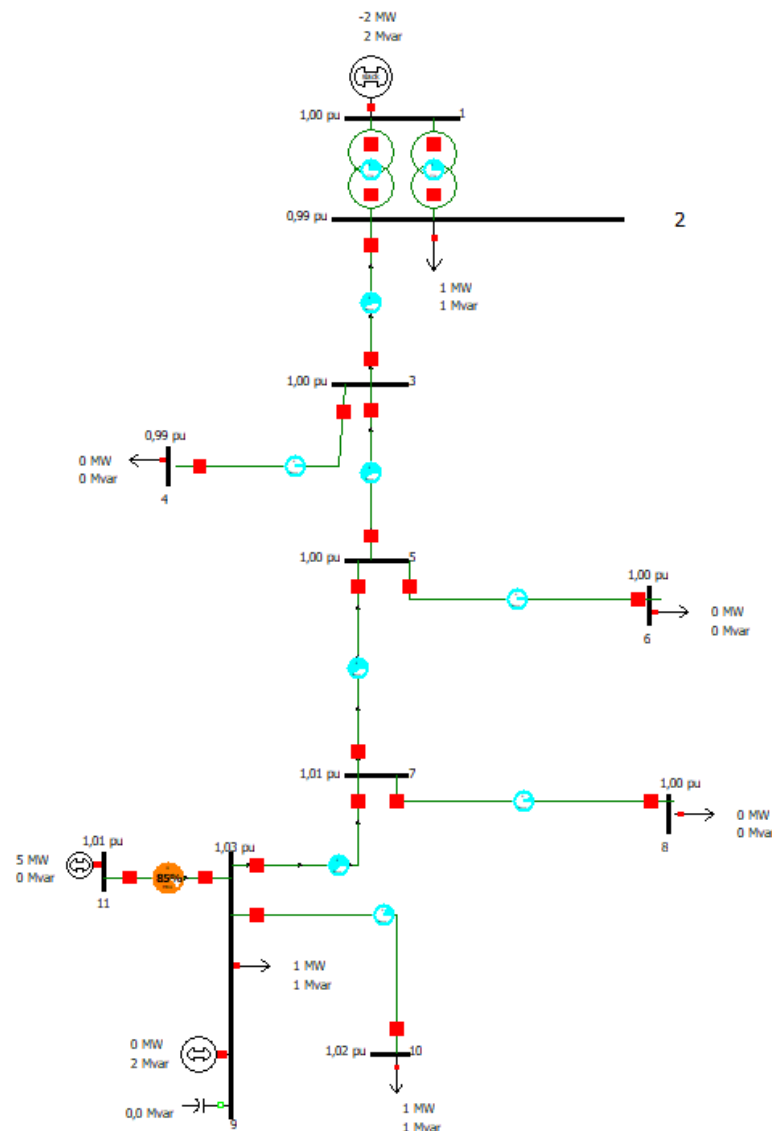 -2 MW
2 Mvar
slack
1,00 pu
1
0,99 pu
2
1 MW
1 Mvar
1,00 pu
3
0,99 pu
0 MW
0 Mvar
4
1,00 pu
5
1,00 pu
0 MW
0 Mvar
6
1,01 pu
7
1,00 pu
0 MW
0 Mvar
8
1,01 pu
1,03 pu
5 MW
0 Mvar
85%
11
1 MW
1 Mvar
0 MW
2 Mvar
1,02 pu
10
0,0 Mvar
9
1 MW
1 Mvar